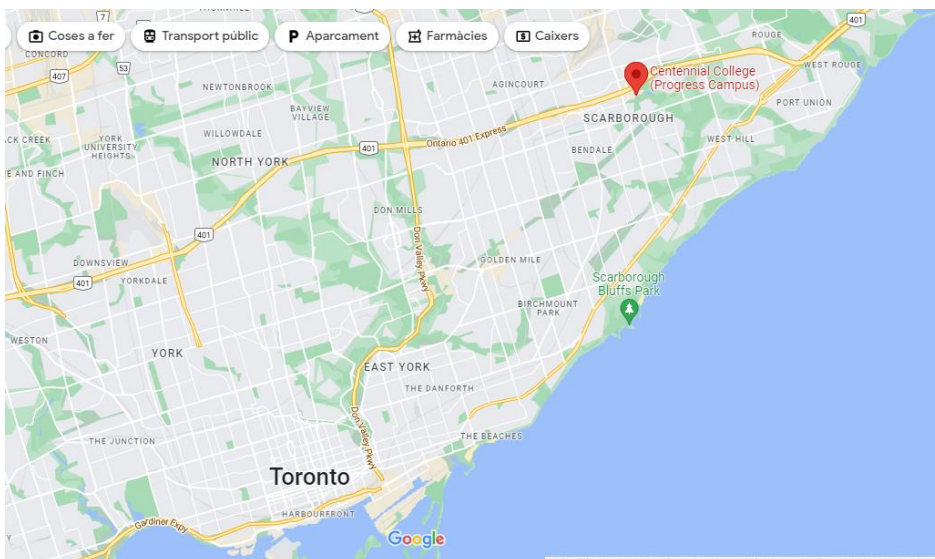 THORNHILL
7
401
Coses a fer
Transport públic
Aparcament
Farmàcies
Caixers
ROUGE
CONCORD
53
407
WEST ROUGE
NEWTONBROOK
AGINCOURT
Centennial College
(Progress Campus)
PORT UNION
BAYVIEW
VILLAGE
SCARBOROUGH
ACK CREEK
YORK
UNIVERSITY
HEIGHTS
WILLOWDALE
Ontario 401 Express
WEST HILL
401
NORTH YORK
BENDALE
E AND FINCH
DON MILLS
401
Don Valley Pkwy
DOWNSVIEW
GOLDEN MILE
401
YORKDALE
Scarborough
Bluffs Park
BIRCHMOUNT
PARK
WESTON
YORK
EAST YORK
THE DANFORTH
Don Valley Pkwy
THE JUNCTION
THE BEACHES
Toronto
HARBOURFRONT
Gardiner Expy
Google